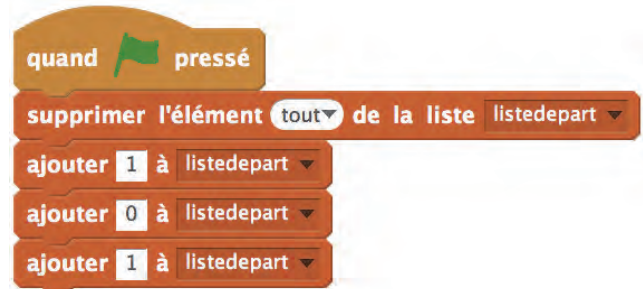 quand pressé
supprimer l'élément tout de la liste listedepart
ajouter 1 à listedepart
ajouter 0 à listedepart
ajouter 1 à listedepart